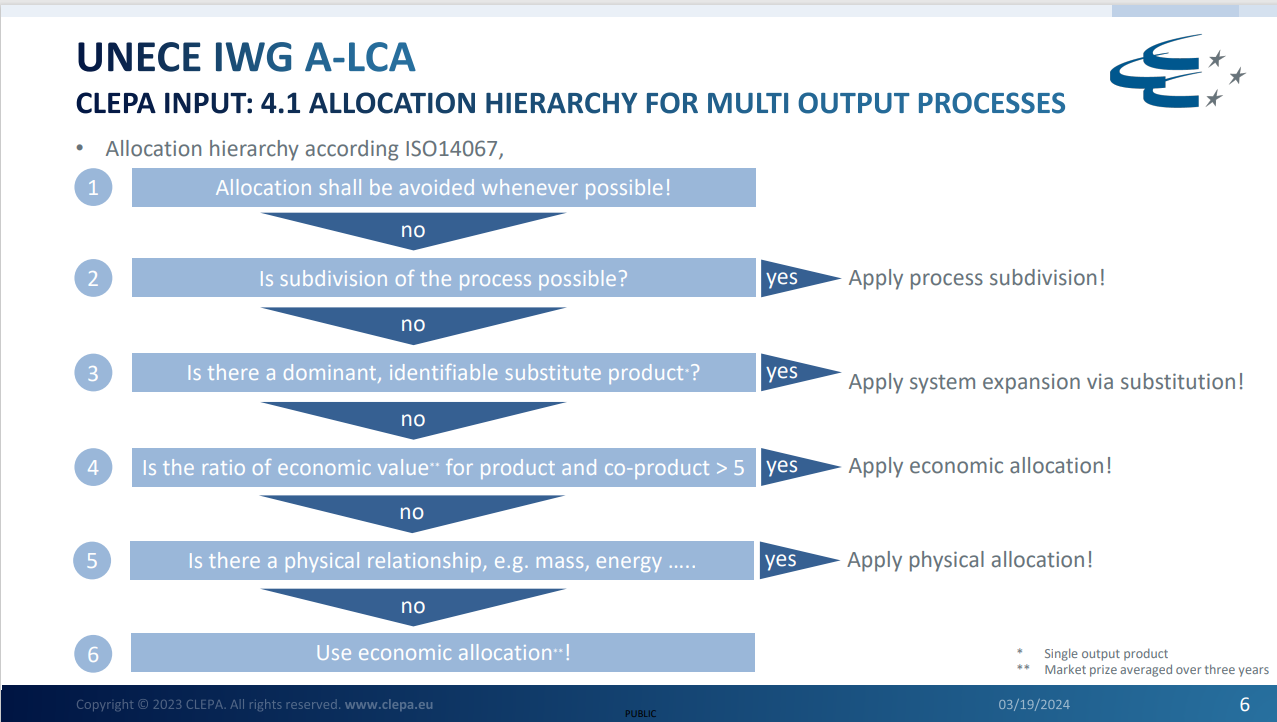 UNECE IWG A-LCA
CLEPA INPUT: 4.1 ALLOCATION HIERARCHY FOR MULTI OUTPUT PROCESSES
• Allocation hierarchy according ISO14067,
1 Allocation shall be avoided whenever possible!
no
2 Is subdivision of the process possible? yes Apply process subdivision!
no
3 Is there a dominant, identifiable substitute product*? yes Apply system expansion via substitution!
no
4 Is the ratio of economic value** for product and co-product > 5 yes Apply economic allocation!
no
5 Is there a physical relationship, e.g. mass, energy ….. yes Apply physical allocation!
no
6 Use economic allocation**!
* Single output product
** Market prize averaged over three years
Copyright © 2023 CLEPA. All rights reserved. www.clepa.eu PUBLIC 03/19/2024 6